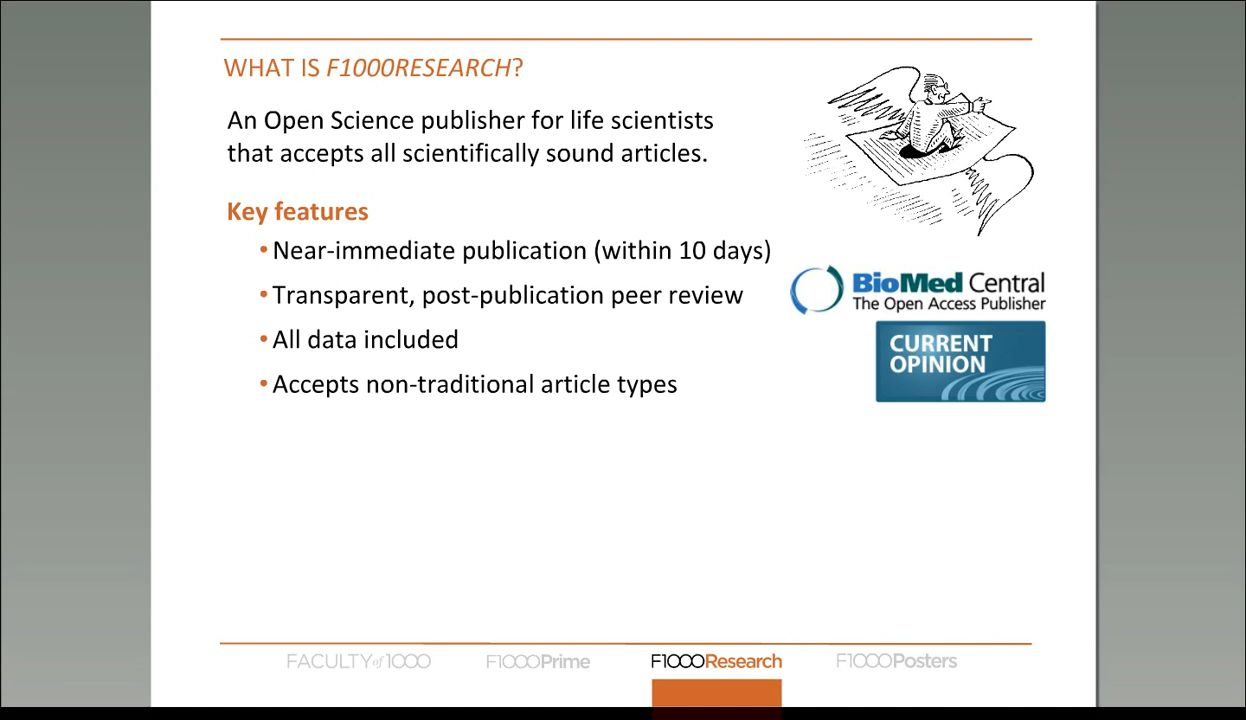 WHAT IS F1000RESEARCH?
An Open Science publisher for life scientists
that accepts all scientifically sound articles.
Key features
•Near-immediate publication (within 10 days)
•Transparent, post-publication peer review
•All data included
•Accepts non-traditional article types
BioMed Central
The Open Access Publisher
CURRENT
OPINION
FACULTY of 1000
F1000Prime
F1000Research
F1000Posters